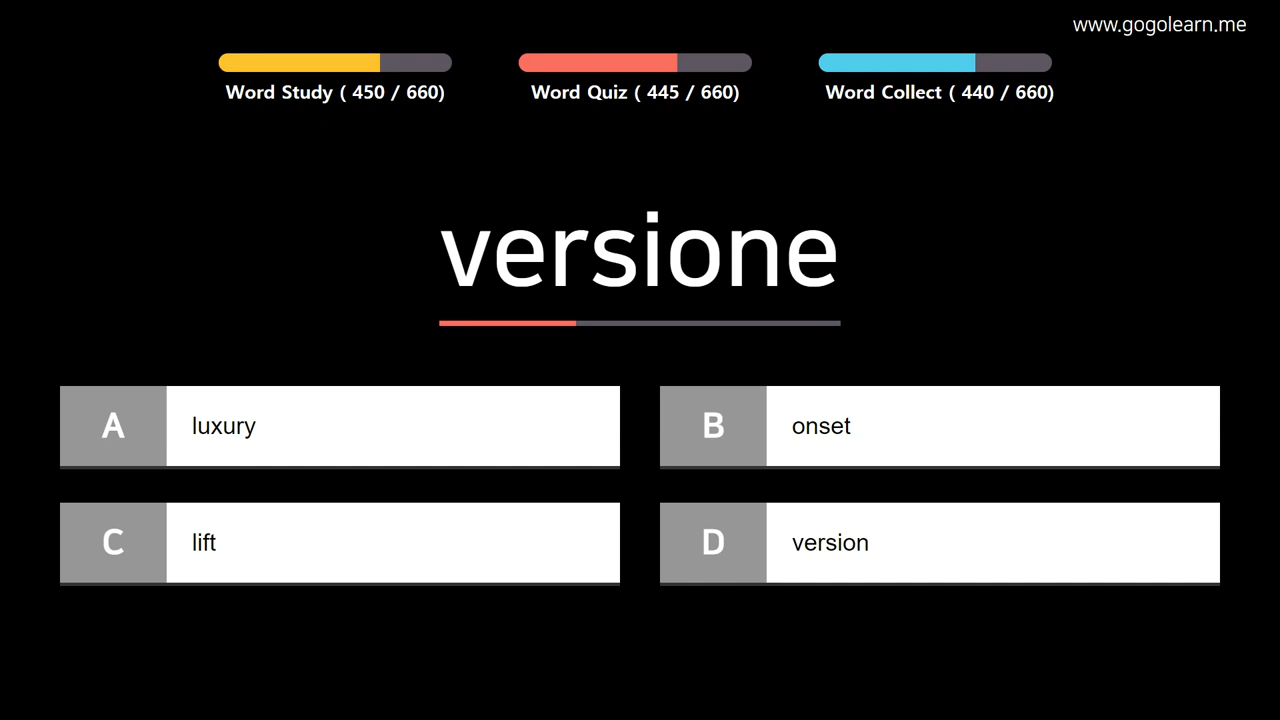 www.gogolearn.me
Word Study ( 450 / 660)
Word Quiz ( 445 / 660)
Word Collect ( 440 / 660)
versione
A luxury
B onset
C lift
D version